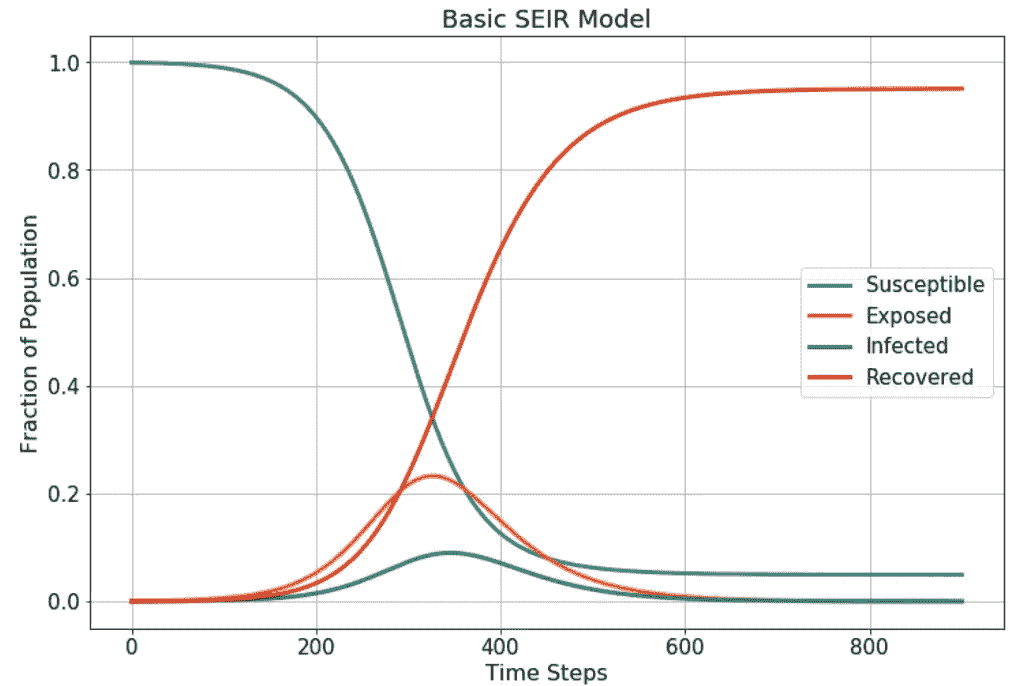 Basic SEIR Model
1.0
0.8
0.6
0.4
0.2
0.0
Fraction of Population
Susceptible
Exposed
Infected
Recovered
0 200 400 600 800
Time Steps